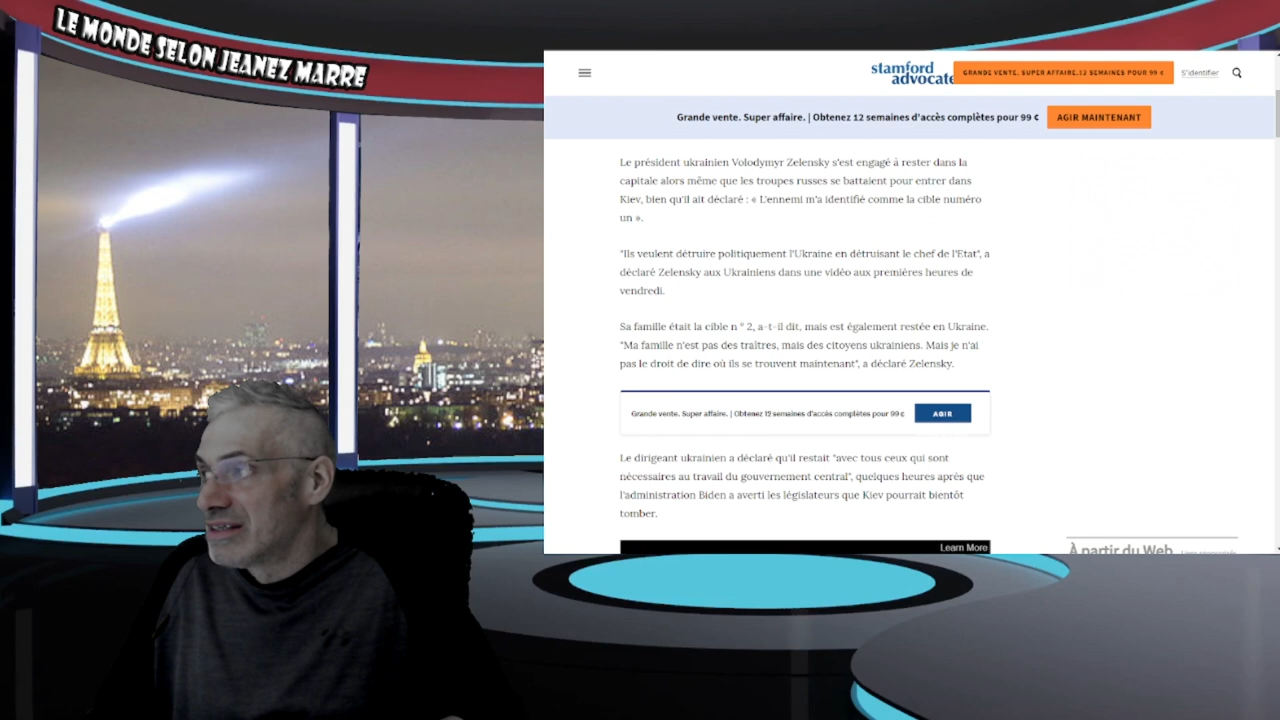 LE MONDE SELON JEANEZ MARRE
stamford
advocate
GRANDE VENTE. SUPER AFFAIRE.12 SEMAINES POUR 99 ¢
S'identifier
Grande vente. Super affaire. | Obtenez 12 semaines d'accès complètes pour 99 ¢
AGIR MAINTENANT
Le président ukrainien Volodymyr Zelensky s'est engagé à rester dans la
capitale alors même que les troupes russes se battaient pour entrer dans
Kiev, bien qu'il ait déclaré : « L'ennemi m'a identifié comme la cible numéro
un ».
"Ils veulent détruire politiquement l'Ukraine en détruisant le chef de l'Etat", a
déclaré Zelensky aux Ukrainiens dans une vidéo aux premières heures de
vendredi.
Sa famille était la cible n ° 2, a-t-il dit, mais est également restée en Ukraine.
"Ma famille n'est pas des traîtres, mais des citoyens ukrainiens. Mais je n'ai
pas le droit de dire où ils se trouvent maintenant", a déclaré Zelensky.
Grande vente. Super affaire. | Obtenez 12 semaines d'accès complètes pour 99 ¢
AGIR
Le dirigeant ukrainien a déclaré qu'il restait "avec tous ceux qui sont
nécessaires au travail du gouvernement central", quelques heures après que
l'administration Biden a averti les législateurs que Kiev pourrait bientôt
tomber.
Learn More
À partir du Web